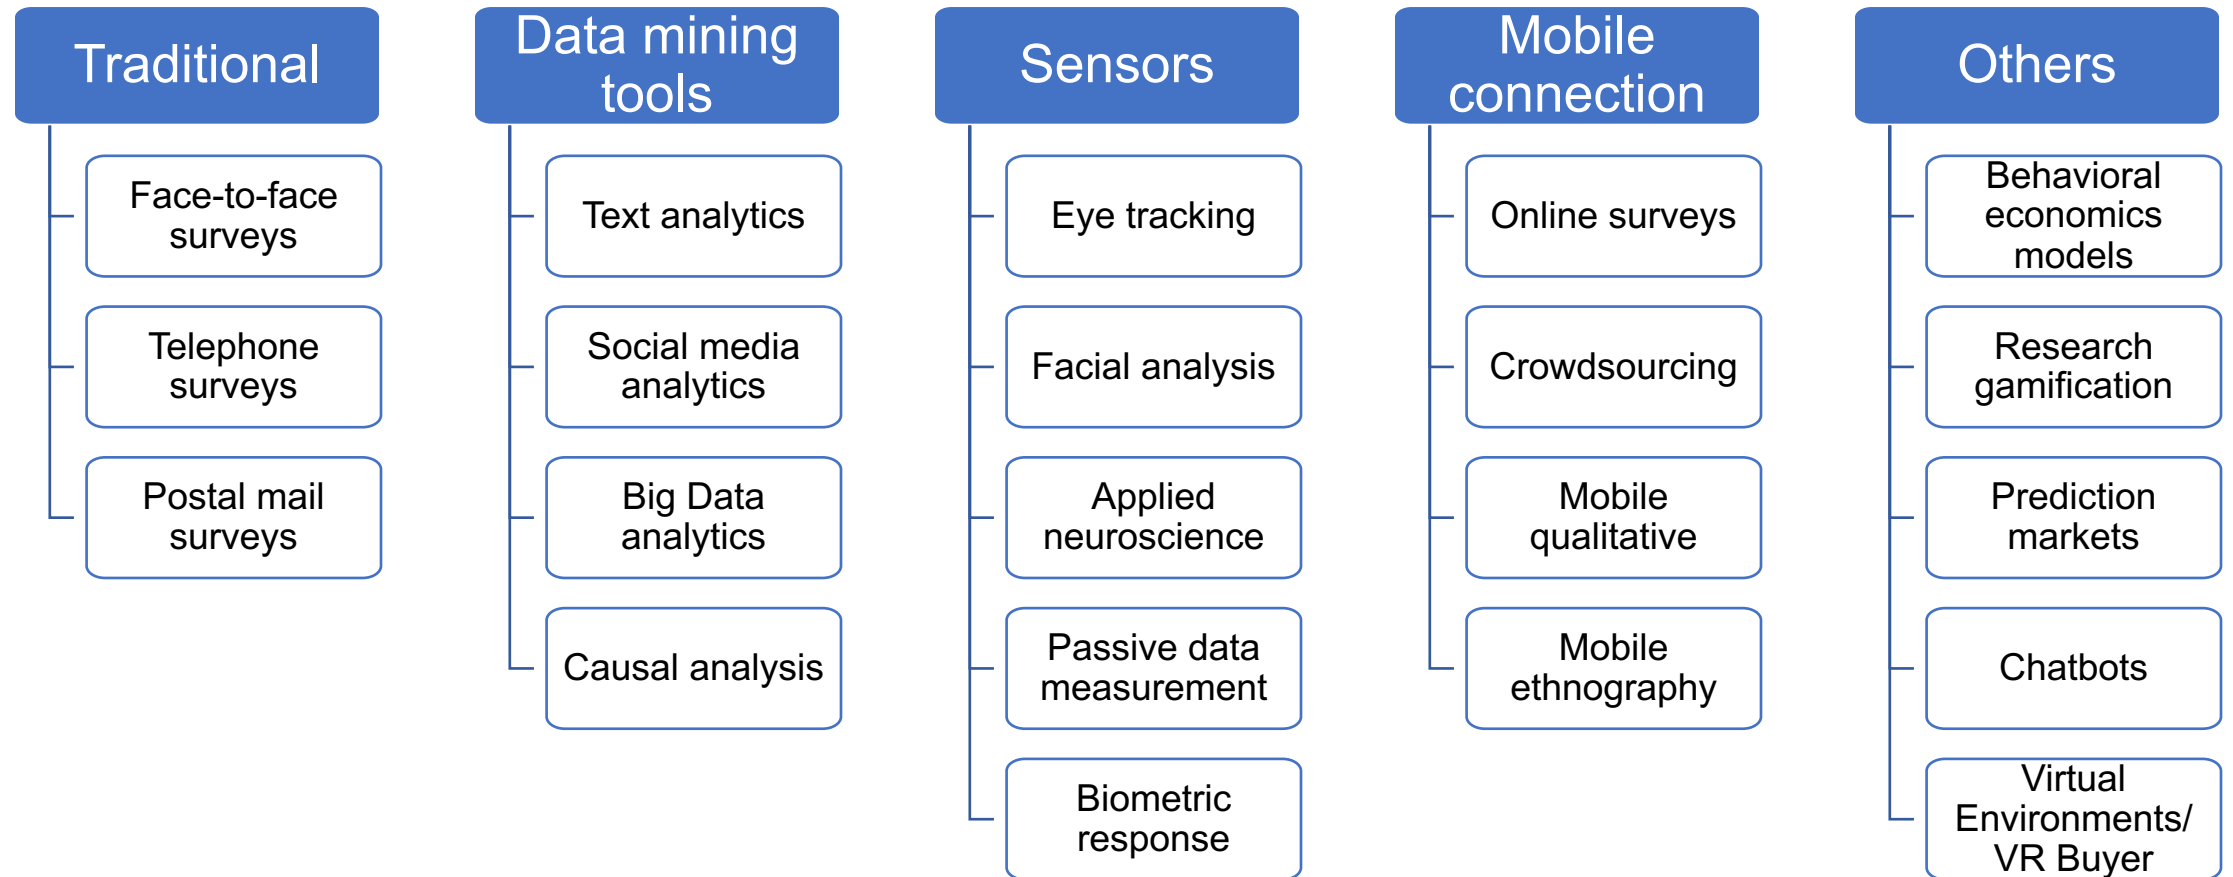 Traditional
Face-to-face
surveys
Telephone
surveys
Postal mail
surveys
Data mining
tools
Text analytics
Social media
analytics
Big Data
analytics
Causal analysis
Sensors
Eye tracking
Facial analysis
Applied
neuroscience
Passive data
measurement
Biometric
response
Mobile
connection
Online surveys
Crowdsourcing
Mobile
qualitative
Mobile
ethnography
Others
Behavioral
economics
models
Research
gamification
Prediction
markets
Chatbots
Virtual
Environments/
VR Buyer